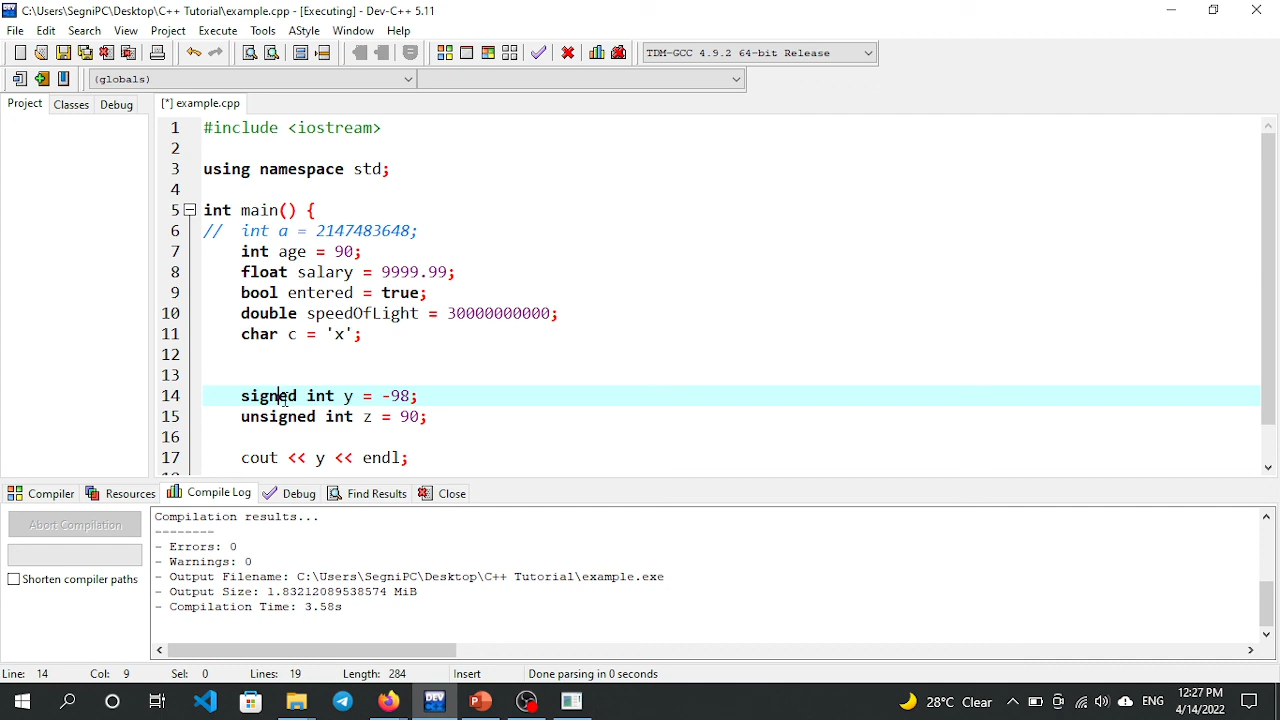 C:\Users\SegniPC\Desktop\C++ Tutorial\example.cpp - [Executing] - Dev-C++ 5.11
File Edit Search View Project Execute Tools AStyle Window Help
TDM-GCC 4.9.2 64-bit Release
(globals)
Project Classes Debug [*] example.cpp
1 #include <iostream>
2
3 using namespace std;
4
5 int main() {
6 // int a = 2147483648;
7 int age = 90;
8 float salary = 9999.99;
9 bool entered = true;
10 double speedOfLight = 30000000000;
11 char c = 'x';
12
13
14 signed int y = -98;
15 unsigned int z = 90;
16
17 cout << y << endl;
Compiler Resources Compile Log Debug Find Results Close
Abort Compilation
Shorten compiler paths
Compilation results...
--------
- Errors: 0
- Warnings: 0
- Output Filename: C:\Users\SegniPC\Desktop\C++ Tutorial\example.exe
- Output Size: 1.83212089538574 MiB
- Compilation Time: 3.58s
Line: 14 Col: 9 Sel: 0 Lines: 19 Length: 284 Insert Done parsing in 0 seconds
28°C Clear ENG 12:27 PM
4/14/2022